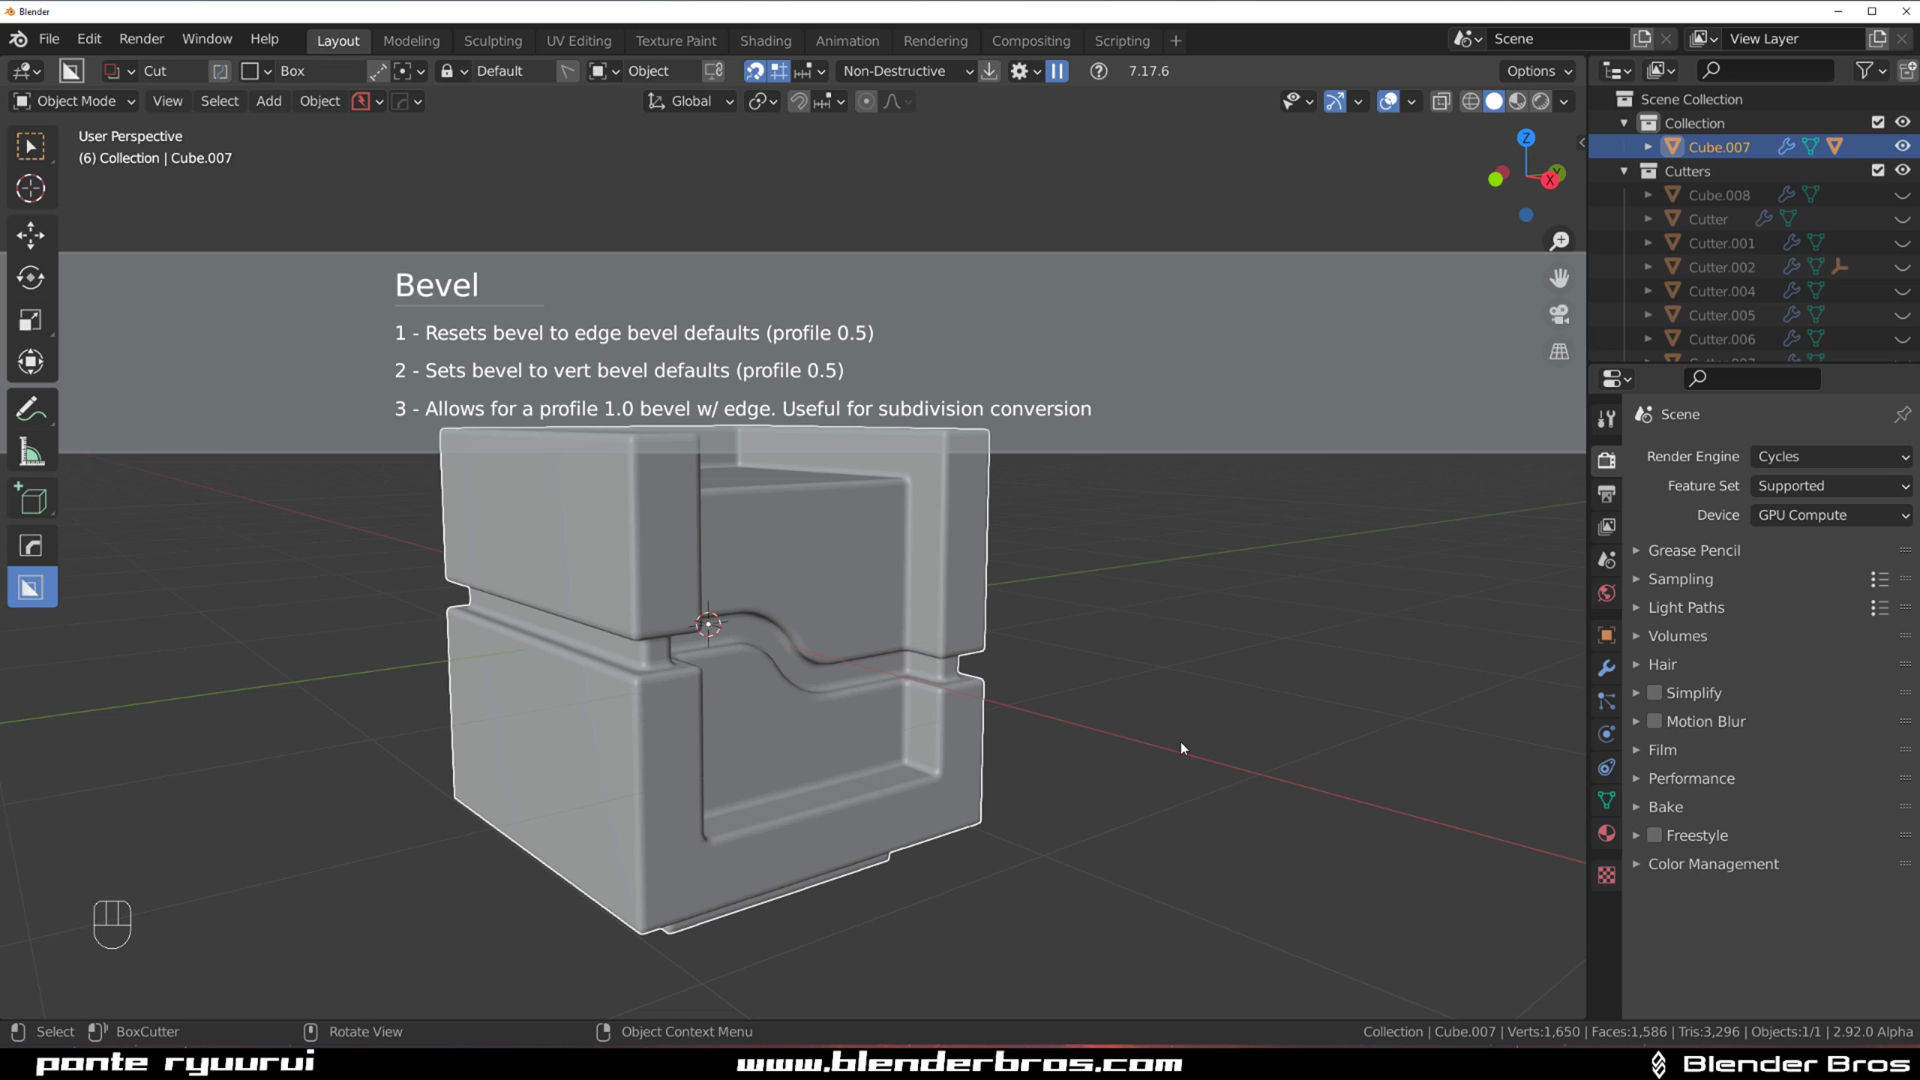 Blender
File Edit Render Window Help Layout Modeling Sculpting UV Editing Texture Paint Shading Animation Rendering Compositing Scripting + Scene View Layer
Cut Box Default Object Non-Destructive 7.17.6 Options
Object Mode View Select Add Object Global
Scene Collection
Collection
Cube.007
Cutters
Cube.008
Cutter
Cutter.001
Cutter.002
Cutter.004
Cutter.005
Cutter.006
User Perspective
(6) Collection | Cube.007
Z
Y
X
Bevel
1 - Resets bevel to edge bevel defaults (profile 0.5)
2 - Sets bevel to vert bevel defaults (profile 0.5)
3 - Allows for a profile 1.0 bevel w/ edge. Useful for subdivision conversion
Scene
Render Engine Cycles
Feature Set Supported
Device GPU Compute
Grease Pencil
Sampling
Light Paths
Volumes
Hair
Simplify
Motion Blur
Film
Performance
Bake
Freestyle
Color Management
Select BoxCutter Rotate View Object Context Menu Collection | Cube.007 | Verts:1,650 | Faces:1,586 | Tris:3,296 | Objects:1/1 | 2.92.0 Alpha
ponte ryuurui www.blenderbros.com Blender Bros